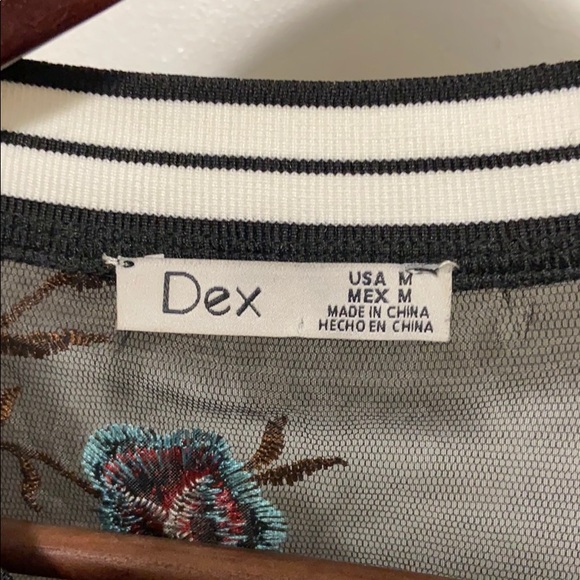 Dex
USA M
MEX M
MADE IN CHINA
HECHO EN CHINA